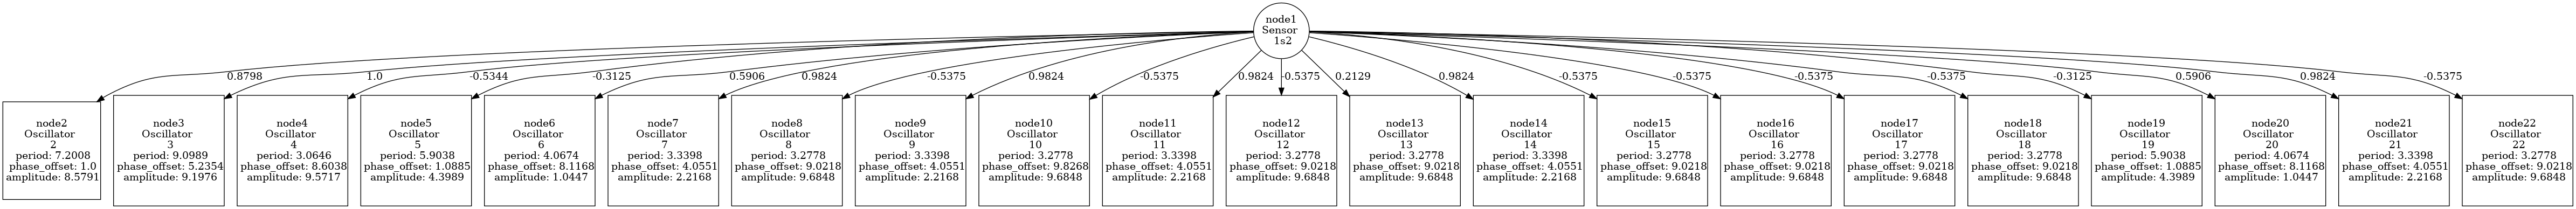 node1
Sensor
1s2
0.8798
1.0
-0.5344
-0.3125
0.5906
0.9824
-0.5375
0.9824
-0.5375
0.9824
-0.5375
0.2129
0.9824
-0.5375
-0.5375
-0.5375
-0.5375
-0.3125
0.5906
0.9824
-0.5375
node2
Oscillator
2
period: 7.2008
phase_offset: 1.0
amplitude: 8.5791
node3
Oscillator
3
period: 9.0989
phase_offset: 5.2354
amplitude: 9.1976
node4
Oscillator
4
period: 3.0646
phase_offset: 8.6038
amplitude: 9.5717
node5
Oscillator
5
period: 5.9038
phase_offset: 1.0885
amplitude: 4.3989
node6
Oscillator
6
period: 4.0674
phase_offset: 8.1168
amplitude: 1.0447
node7
Oscillator
7
period: 3.3398
phase_offset: 4.0551
amplitude: 2.2168
node8
Oscillator
8
period: 3.2778
phase_offset: 9.0218
amplitude: 9.6848
node9
Oscillator
9
period: 3.3398
phase_offset: 4.0551
amplitude: 2.2168
node10
Oscillator
10
period: 3.2778
phase_offset: 9.8268
amplitude: 9.6848
node11
Oscillator
11
period: 3.3398
phase_offset: 4.0551
amplitude: 2.2168
node12
Oscillator
12
period: 3.2778
phase_offset: 9.0218
amplitude: 9.6848
node13
Oscillator
13
period: 3.2778
phase_offset: 9.0218
amplitude: 9.6848
node14
Oscillator
14
period: 3.3398
phase_offset: 4.0551
amplitude: 2.2168
node15
Oscillator
15
period: 3.2778
phase_offset: 9.0218
amplitude: 9.6848
node16
Oscillator
16
period: 3.2778
phase_offset: 9.0218
amplitude: 9.6848
node17
Oscillator
17
period: 3.2778
phase_offset: 9.0218
amplitude: 9.6848
node18
Oscillator
18
period: 3.2778
phase_offset: 9.0218
amplitude: 9.6848
node19
Oscillator
19
period: 5.9038
phase_offset: 1.0885
amplitude: 4.3989
node20
Oscillator
20
period: 4.0674
phase_offset: 8.1168
amplitude: 1.0447
node21
Oscillator
21
period: 3.3398
phase_offset: 4.0551
amplitude: 2.2168
node22
Oscillator
22
period: 3.2778
phase_offset: 9.0218
amplitude: 9.6848